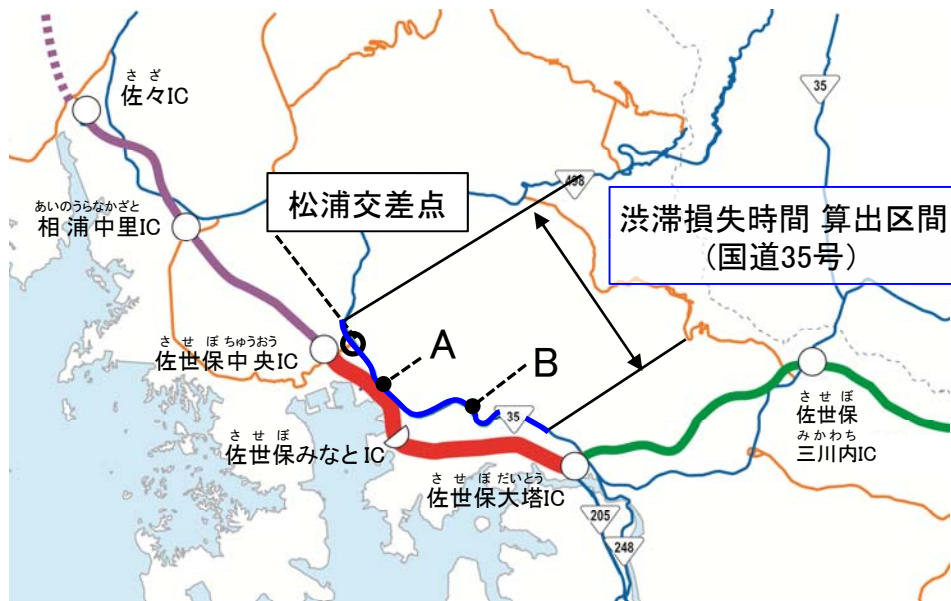 さ ざ
佐々IC
35
498
松浦交差点
渋滞損失時間 算出区間
(国道35号)
あいのうらなかざと
相浦中里IC
させぼちゅうおう
佐世保中央IC
A
B
35
させぼ
佐世保みなとIC
させぼ
佐世保
みかわち
三川内IC
させぼだいとう
佐世保大塔IC
205
248